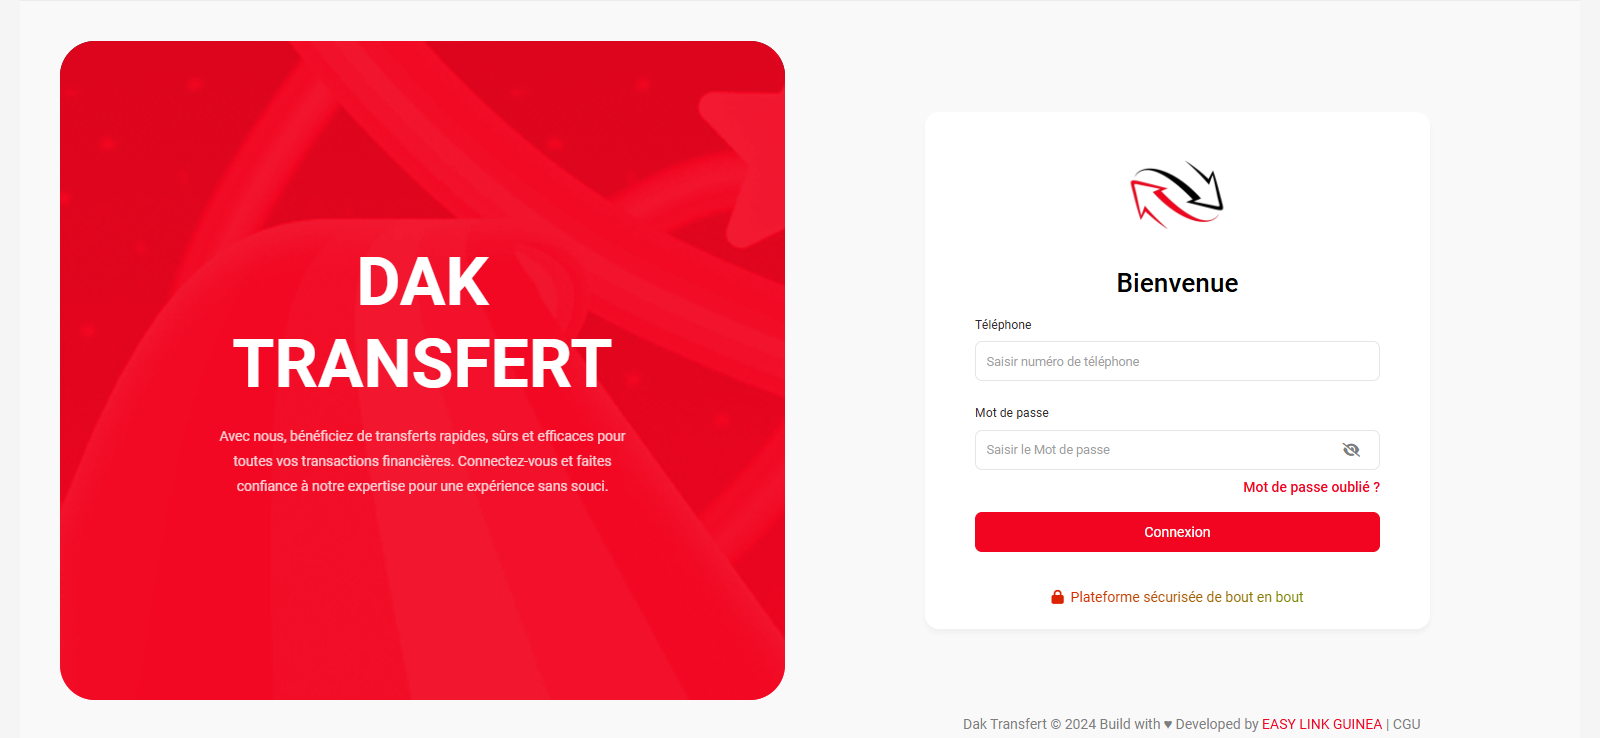 DAK
TRANSFERT
Avec nous, bénéficiez de transferts rapides, sûrs et efficaces pour
toutes vos transactions financières. Connectez-vous et faites
confiance à notre expertise pour une expérience sans souci.
Bienvenue
Téléphone
Saisir numéro de téléphone
Mot de passe
Saisir le Mot de passe
Mot de passe oublié ?
Connexion
Plateforme sécurisée de bout en bout
Dak Transfert © 2024 Build with ♥ Developed by EASY LINK GUINEA | CGU